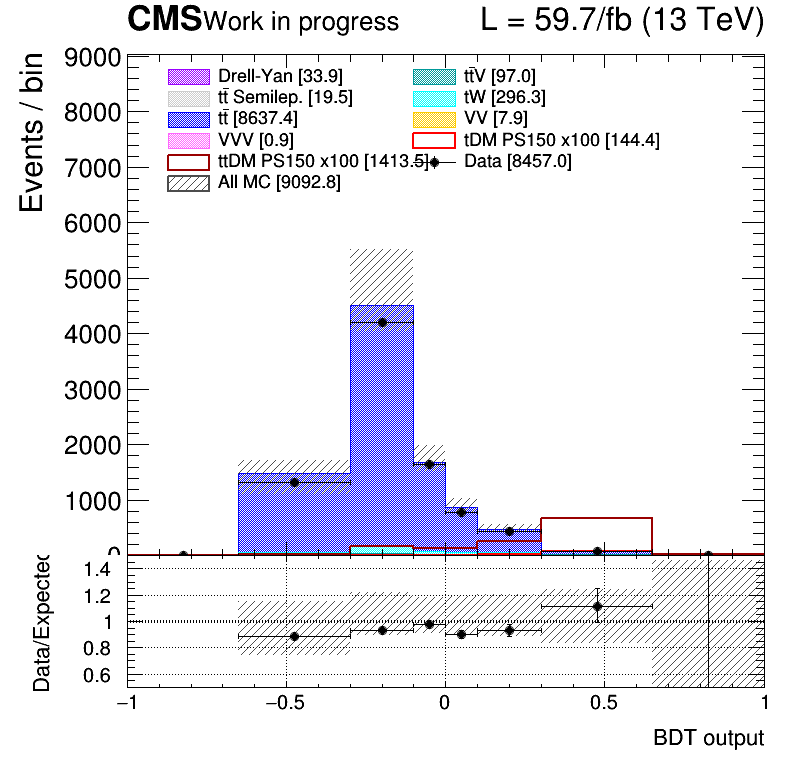 CMS Work in progress L = 59.7/fb (13 TeV)
Events / bin
9000
8000
7000
6000
5000
4000
3000
2000
1000
0
Drell-Yan [33.9] tt̄V [97.0]
tt̄ Semilep. [19.5] tW [296.3]
tt̄ [8637.4] VV [7.9]
VVV [0.9] tDM PS150 x100 [144.4]
ttDM PS150 x100 [1413.5] Data [8457.0]
All MC [9092.8]
Data/Expected
1.4
1.2
1
0.8
0.6
−1 −0.5 0 0.5 1
BDT output